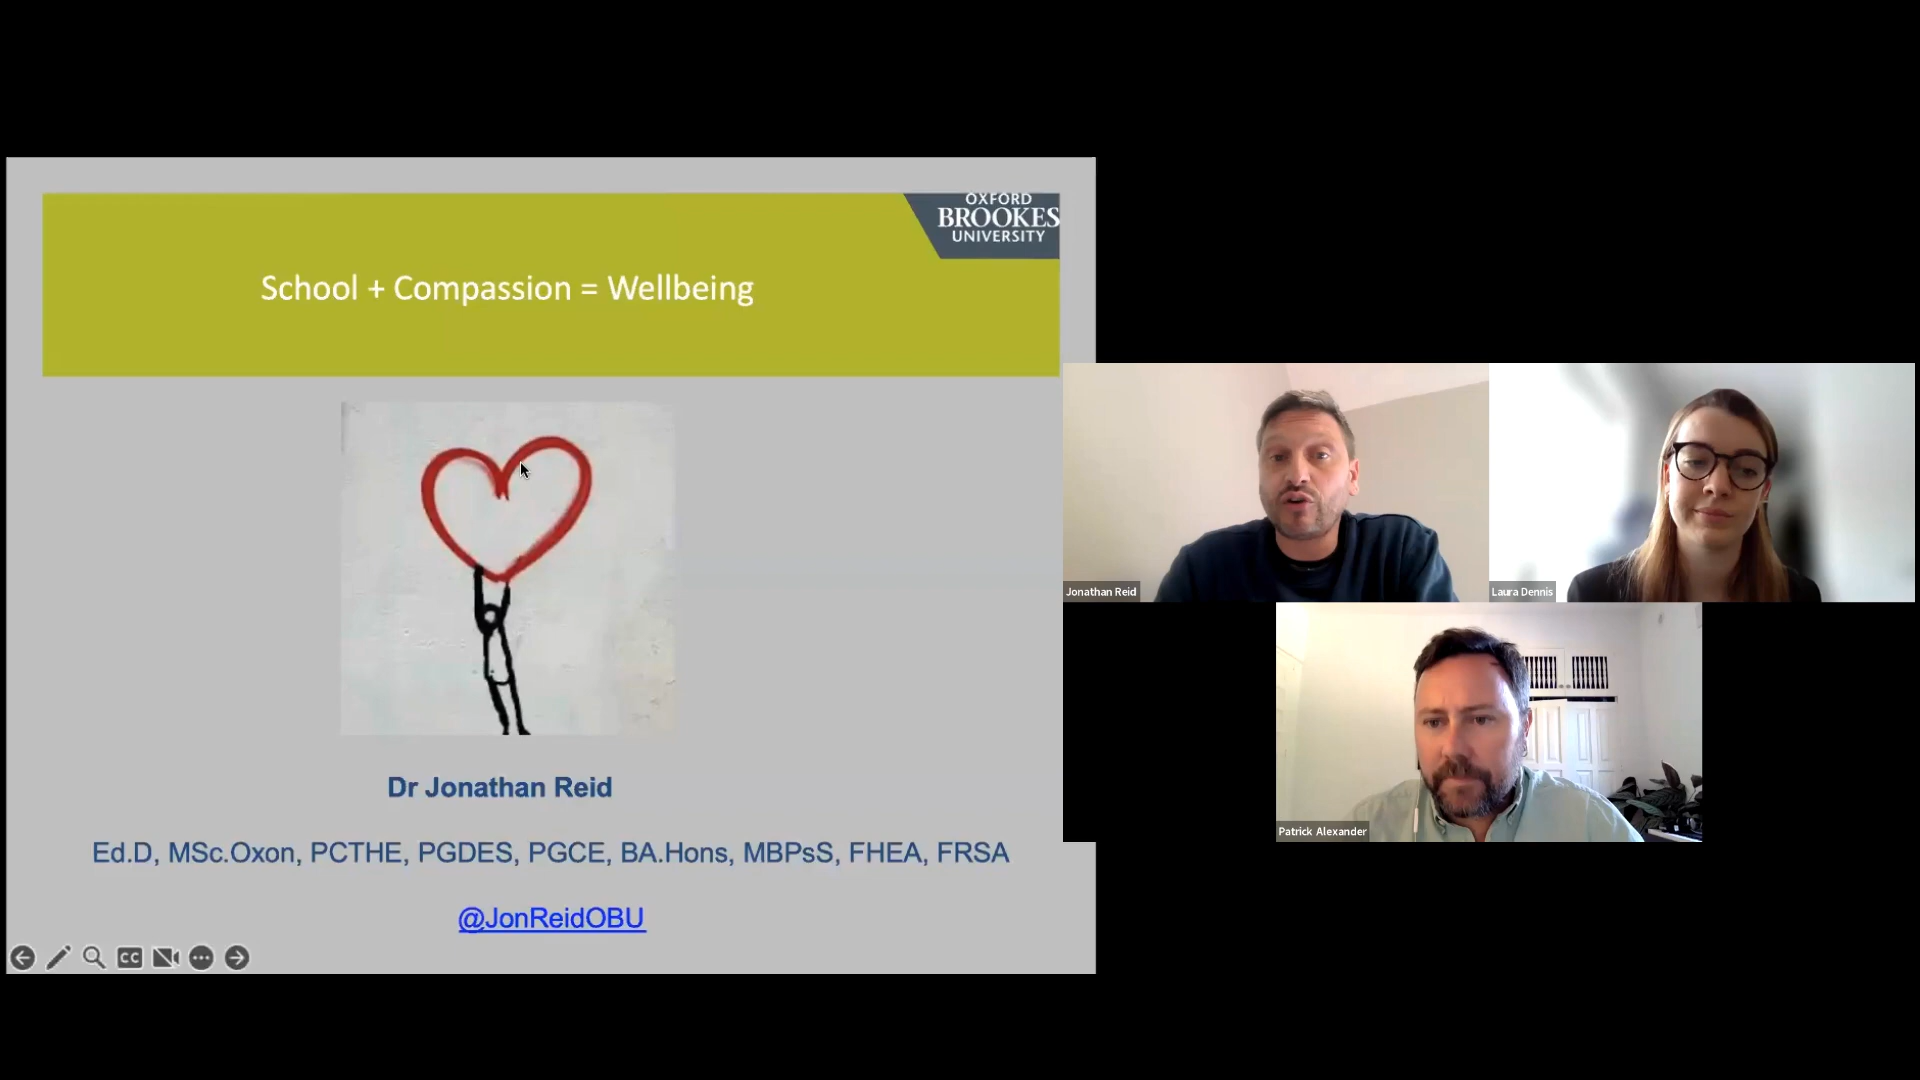 OXFORD
BROOKES
UNIVERSITY
School + Compassion = Wellbeing
Dr Jonathan Reid
Ed.D, MSc.Oxon, PCTHE, PGDES, PGCE, BA.Hons, MBPsS, FHEA, FRSA
@JonReidOBU
CC
Jonathan Reid
Laura Dennis
Patrick Alexander